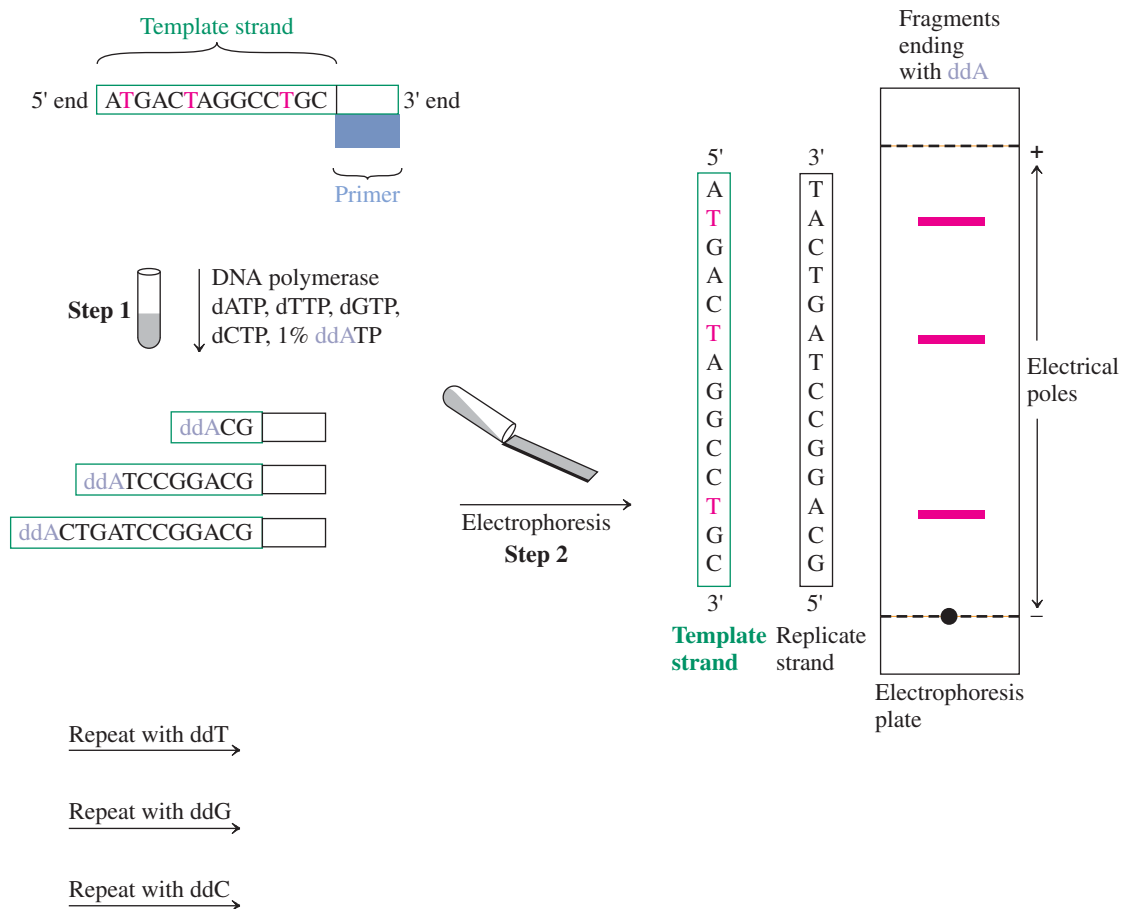 Template strand
5' end
ATGACTAGGCCTGC
3' end
Primer
Step 1
DNA polymerase
dATP, dTTP, dGTP,
dCTP, 1% ddATP
ddACG
ddATCCGGACG
ddACTGATCCGGACG
Electrophoresis
Step 2
5'
A
T
G
A
C
T
A
G
G
C
C
T
G
C
3'
Template
strand
3'
T
A
C
T
G
A
T
C
C
G
G
A
C
G
5'
Replicate
strand
Fragments
ending
with ddA
+
Electrical
poles
−
Electrophoresis
plate
Repeat with ddT
Repeat with ddG
Repeat with ddC